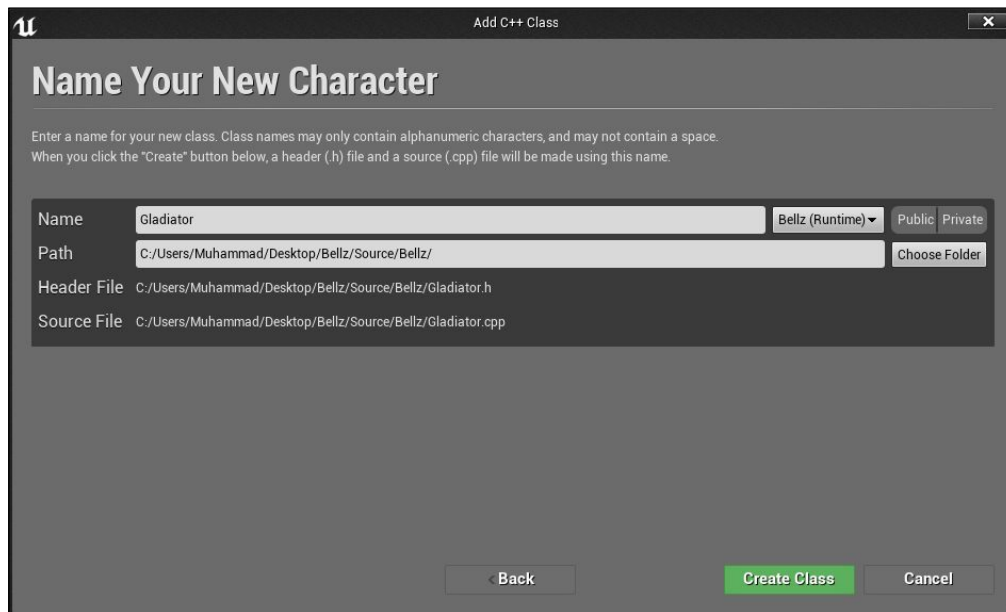 Add C++ Class
Name Your New Character
Enter a name for your new class. Class names may only contain alphanumeric characters, and may not contain a space.
When you click the "Create" button below, a header (.h) file and a source (.cpp) file will be made using this name.
Name Gladiator Bellz (Runtime) Public Private
Path C:/Users/Muhammad/Desktop/Bellz/Source/Bellz/ Choose Folder
Header File C:/Users/Muhammad/Desktop/Bellz/Source/Bellz/Gladiator.h
Source File C:/Users/Muhammad/Desktop/Bellz/Source/Bellz/Gladiator.cpp
Back Create Class Cancel